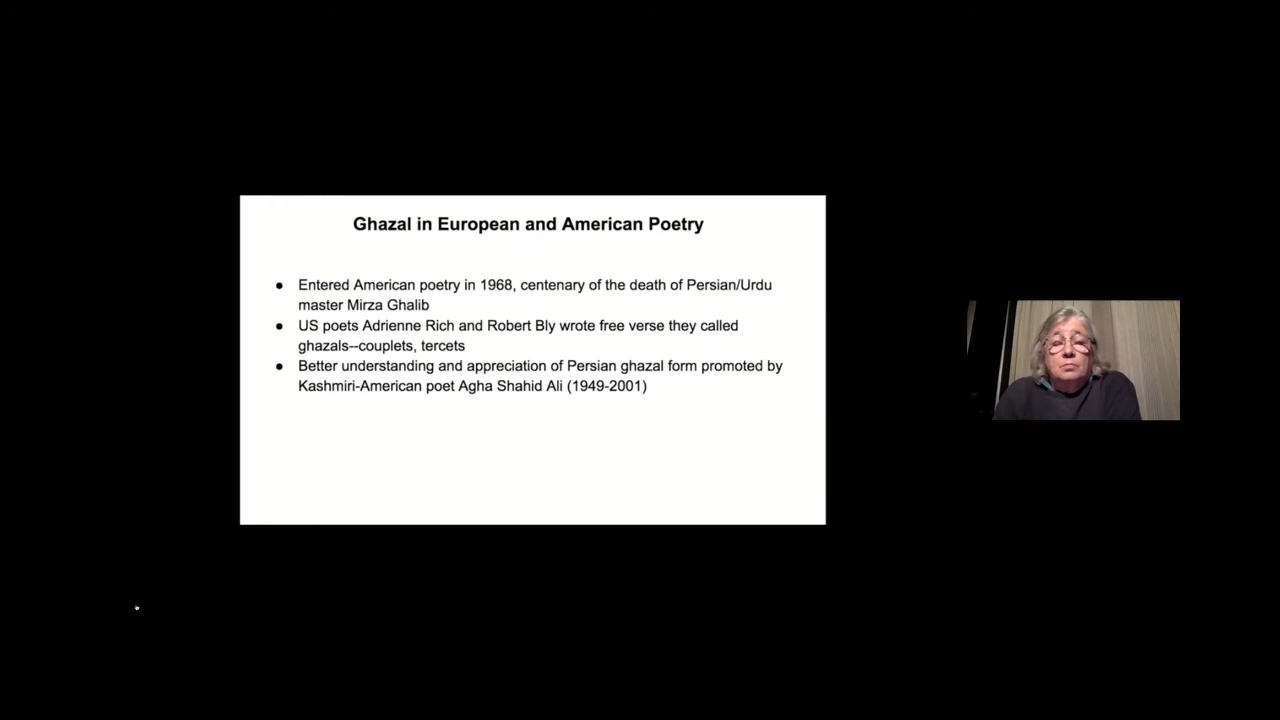 Ghazal in European and American Poetry
● Entered American poetry in 1968, centenary of the death of Persian/Urdu
master Mirza Ghalib
● US poets Adrienne Rich and Robert Bly wrote free verse they called
ghazals--couplets, tercets
● Better understanding and appreciation of Persian ghazal form promoted by
Kashmiri-American poet Agha Shahid Ali (1949-2001)